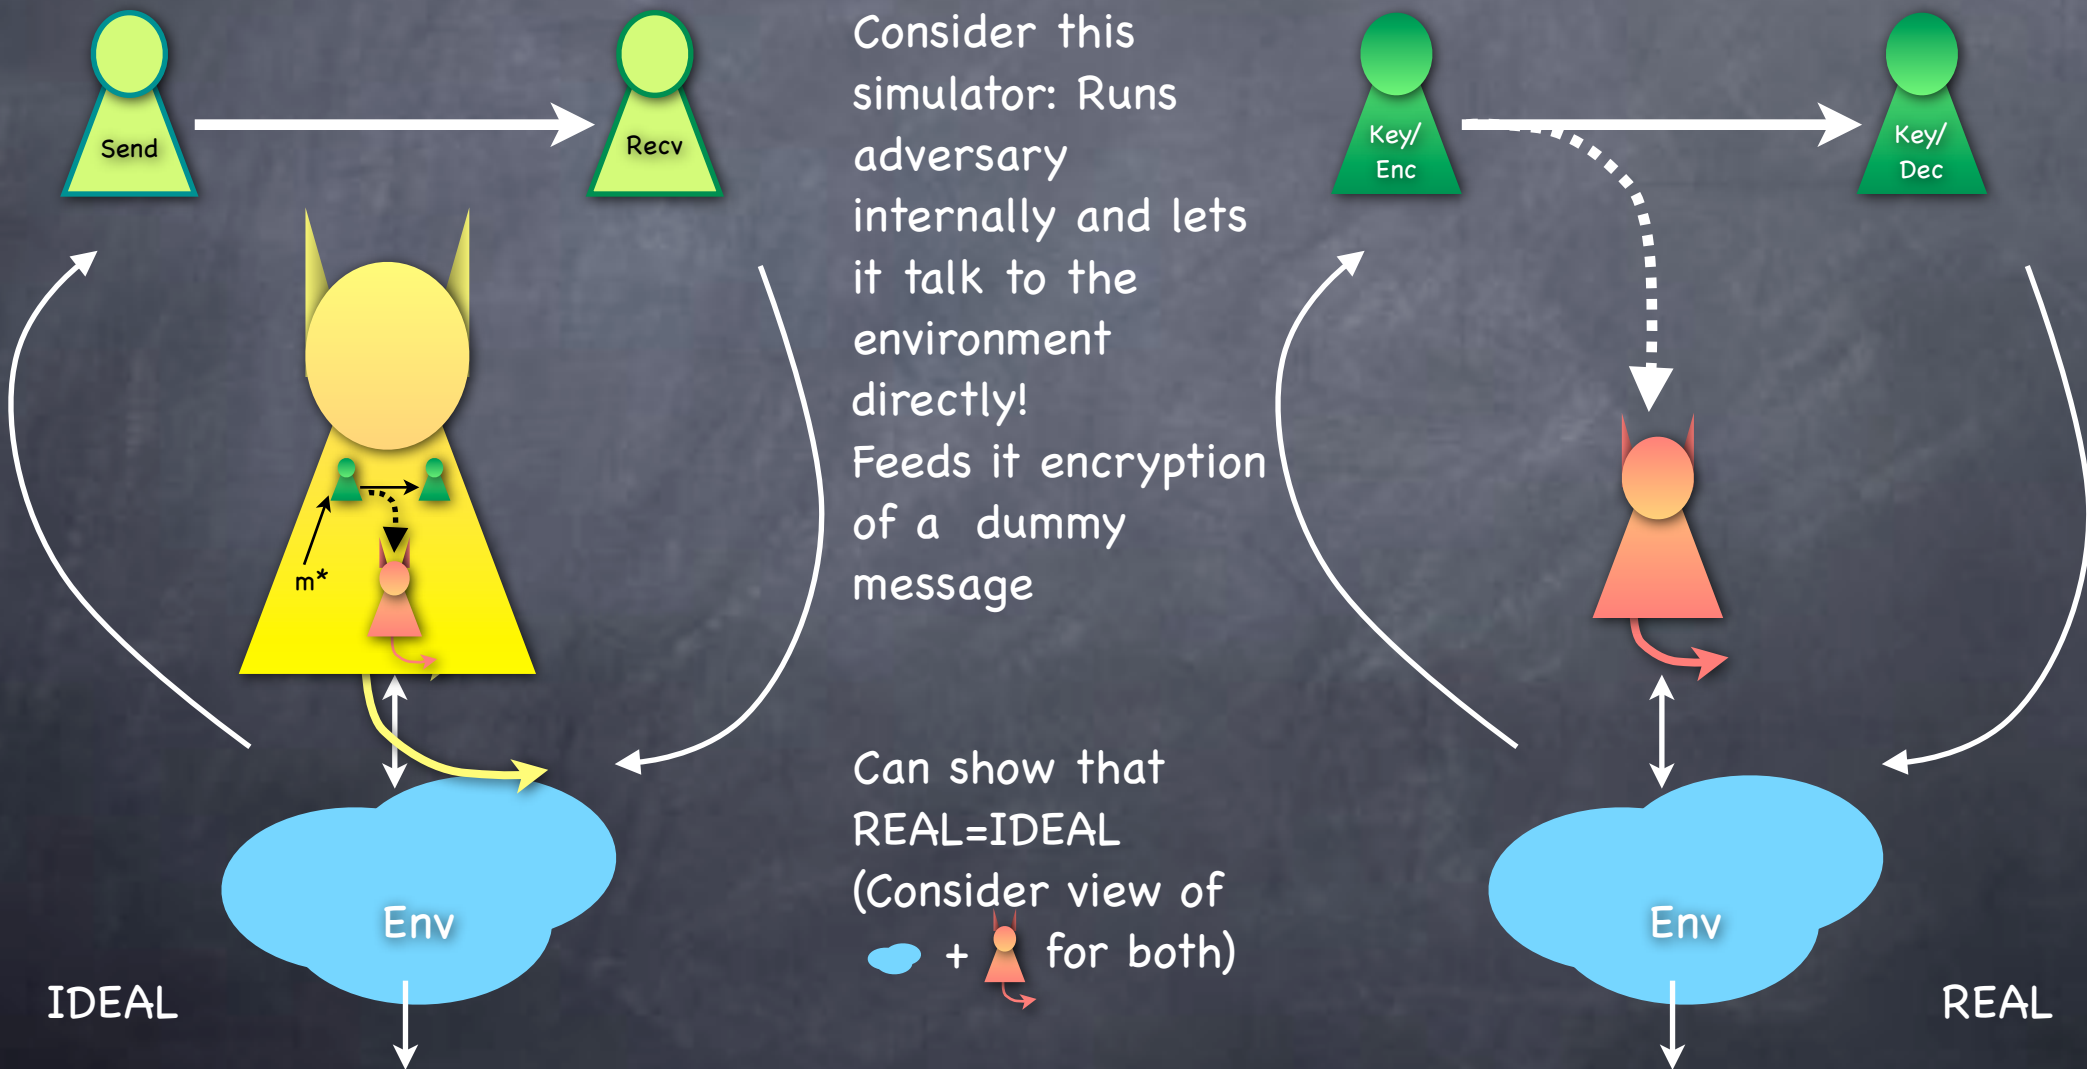 Send
Recv
Consider this
simulator: Runs
adversary
internally and lets
it talk to the
environment
directly!
Feeds it encryption
of a dummy
message
Can show that
REAL=IDEAL
(Consider view of
+ for both)
m*
Env
IDEAL
Key/
Enc
Key/
Dec
Env
REAL